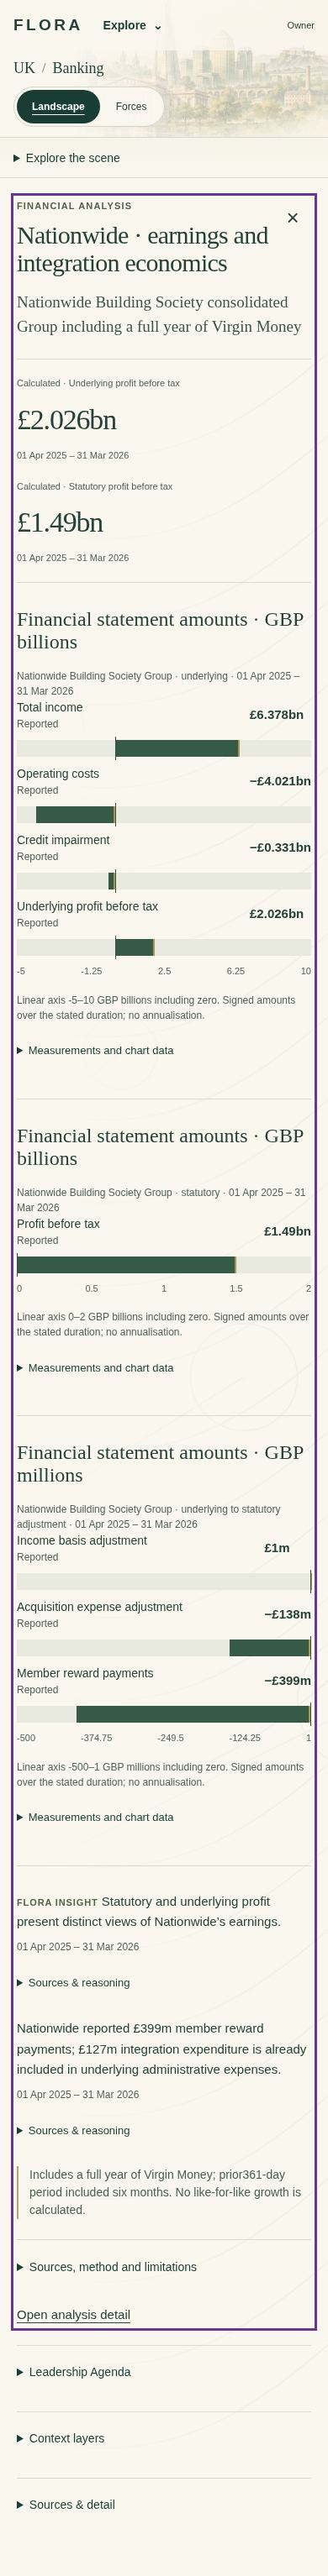 FLORA Explore Owner
UK / Banking
Landscape Forces
Explore the scene
FINANCIAL ANALYSIS
×
Nationwide · earnings and
integration economics
Nationwide Building Society consolidated
Group including a full year of Virgin Money
Calculated · Underlying profit before tax
£2.026bn
01 Apr 2025 – 31 Mar 2026
Calculated · Statutory profit before tax
£1.49bn
01 Apr 2025 – 31 Mar 2026
Financial statement amounts · GBP
billions
Nationwide Building Society Group · underlying · 01 Apr 2025 –
31 Mar 2026
Total income
Reported
£6.378bn
Operating costs
Reported
−£4.021bn
Credit impairment
Reported
−£0.331bn
Underlying profit before tax
Reported
£2.026bn
-5 -1.25 2.5 6.25 10
Linear axis -5–10 GBP billions including zero. Signed amounts
over the stated duration; no annualisation.
Measurements and chart data
Financial statement amounts · GBP
billions
Nationwide Building Society Group · statutory · 01 Apr 2025 – 31
Mar 2026
Profit before tax
Reported
£1.49bn
0 0.5 1 1.5 2
Linear axis 0–2 GBP billions including zero. Signed amounts over
the stated duration; no annualisation.
Measurements and chart data
Financial statement amounts · GBP
millions
Nationwide Building Society Group · underlying to statutory
adjustment · 01 Apr 2025 – 31 Mar 2026
Income basis adjustment
Reported
£1m
Acquisition expense adjustment
Reported
−£138m
Member reward payments
Reported
−£399m
-500 -374.75 -249.5 -124.25 1
Linear axis -500–1 GBP millions including zero. Signed amounts
over the stated duration; no annualisation.
Measurements and chart data
FLORA INSIGHT Statutory and underlying profit
present distinct views of Nationwide's earnings.
01 Apr 2025 – 31 Mar 2026
Sources & reasoning
Nationwide reported £399m member reward
payments; £127m integration expenditure is already
included in underlying administrative expenses.
01 Apr 2025 – 31 Mar 2026
Sources & reasoning
Includes a full year of Virgin Money; prior361-day
period included six months. No like-for-like growth is
calculated.
Sources, method and limitations
Open analysis detail
Leadership Agenda
Context layers
Sources & detail